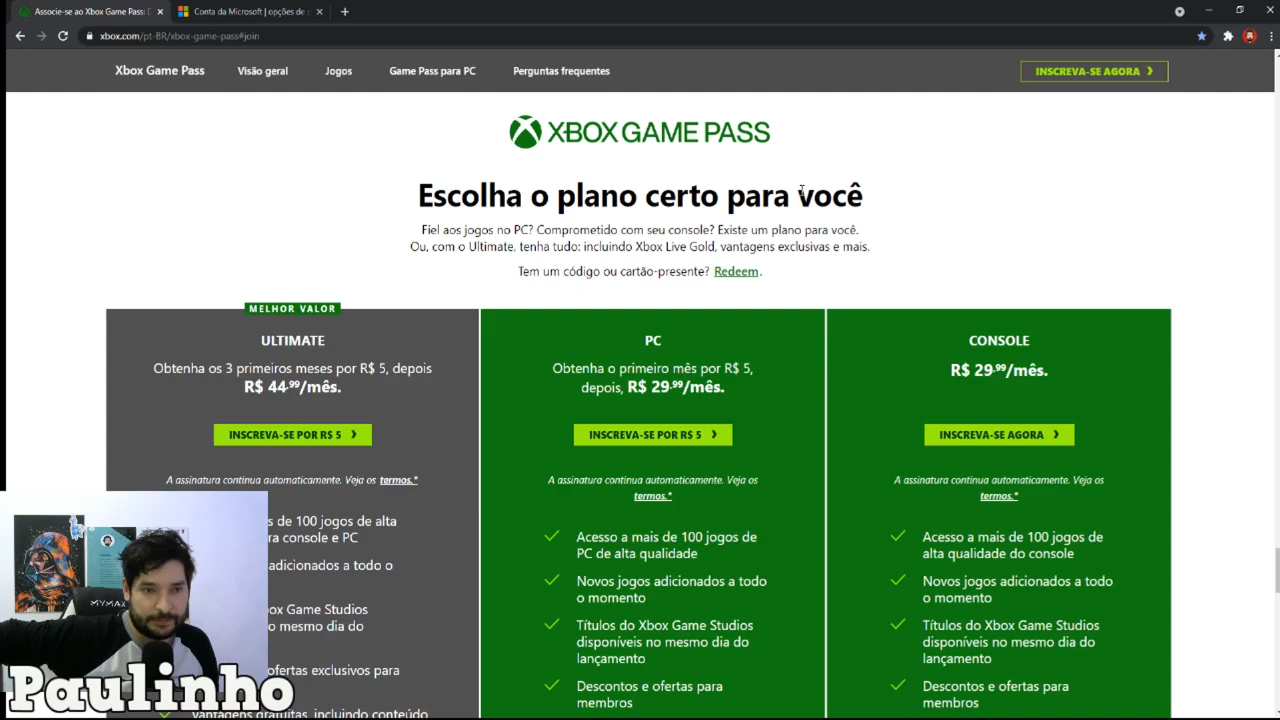 Associe-se ao Xbox Game Pass:
Conta da Microsoft | opções de
xbox.com/pt-BR/xbox-game-pass#join
Xbox Game Pass
Visão geral
Jogos
Game Pass para PC
Perguntas frequentes
INSCREVA-SE AGORA
XBOX GAME PASS
Escolha o plano certo para você
Fiel aos jogos no PC? Comprometido com seu console? Existe um plano para você.
Ou, com o Ultimate, tenha tudo: incluindo Xbox Live Gold, vantagens exclusivas e mais.
Tem um código ou cartão-presente? Redeem.
MELHOR VALOR
ULTIMATE
Obtenha os 3 primeiros meses por R$ 5, depois
R$ 44,99/mês.
INSCREVA-SE POR R$ 5
A assinatura continua automaticamente. Veja os termos.*
s de 100 jogos de alta
ra console e PC
adicionados a todo o
ox Game Studios
o mesmo dia do
ofertas exclusivos para
Vantagens gratuitas, incluindo conteúdo
PC
Obtenha o primeiro mês por R$ 5,
depois, R$ 29,99/mês.
INSCREVA-SE POR R$ 5
A assinatura continua automaticamente. Veja os
termos.*
Acesso a mais de 100 jogos de
PC de alta qualidade
Novos jogos adicionados a todo
o momento
Títulos do Xbox Game Studios
disponíveis no mesmo dia do
lançamento
Descontos e ofertas para
membros
CONSOLE
R$ 29,99/mês.
INSCREVA-SE AGORA
A assinatura continua automaticamente. Veja os
termos.*
Acesso a mais de 100 jogos de
alta qualidade do console
Novos jogos adicionados a todo
o momento
Títulos do Xbox Game Studios
disponíveis no mesmo dia do
lançamento
Descontos e ofertas para
membros
MYMAX
Paulinho